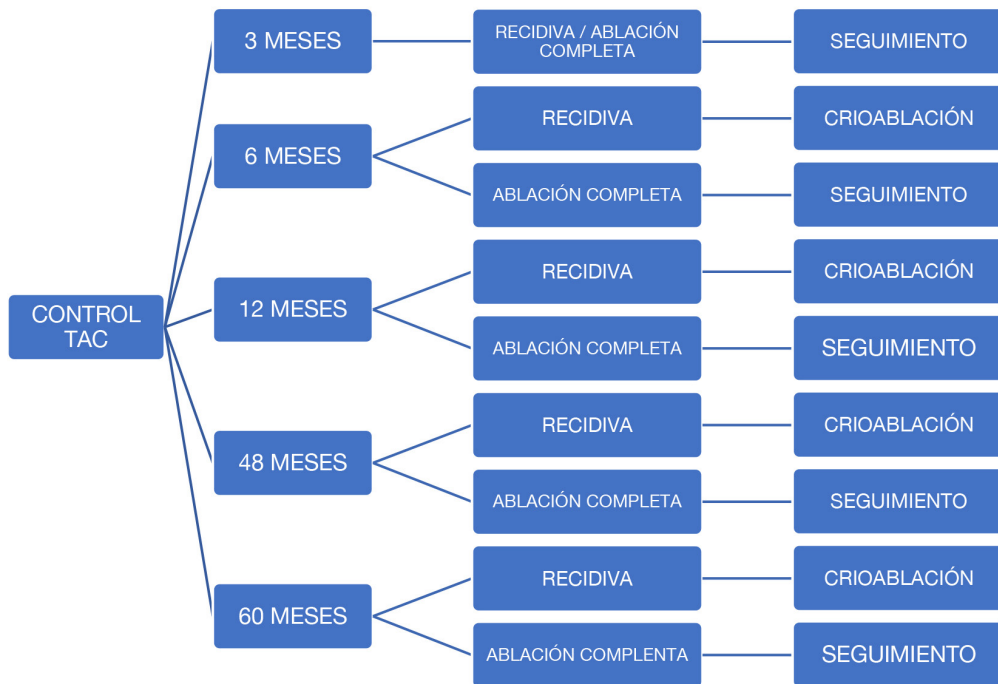 CONTROL
TAC
3 MESES
RECIDIVA / ABLACIÓN
COMPLETA
SEGUIMIENTO
6 MESES
RECIDIVA
CRIOABLACIÓN
ABLACIÓN COMPLETA
SEGUIMIENTO
12 MESES
RECIDIVA
CRIOABLACIÓN
ABLACIÓN COMPLETA
SEGUIMIENTO
48 MESES
RECIDIVA
CRIOABLACIÓN
ABLACIÓN COMPLETA
SEGUIMIENTO
60 MESES
RECIDIVA
CRIOABLACIÓN
ABLACIÓN COMPLENTA
SEGUIMIENTO